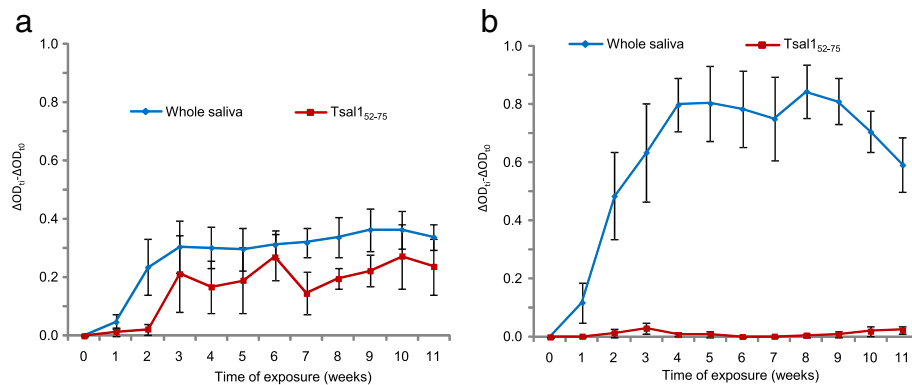 a
1.0
0.8
0.6
0.4
0.2
0.0
ΔODti-ΔODt0
Whole saliva
Tsal152-75
0 1 2 3 4 5 6 7 8 9 10 11
Time of exposure (weeks)
b
1.0
0.8
0.6
0.4
0.2
0.0
ΔODti-ΔODt0
Whole saliva
Tsal152-75
0 1 2 3 4 5 6 7 8 9 10 11
Time of exposure (weeks)